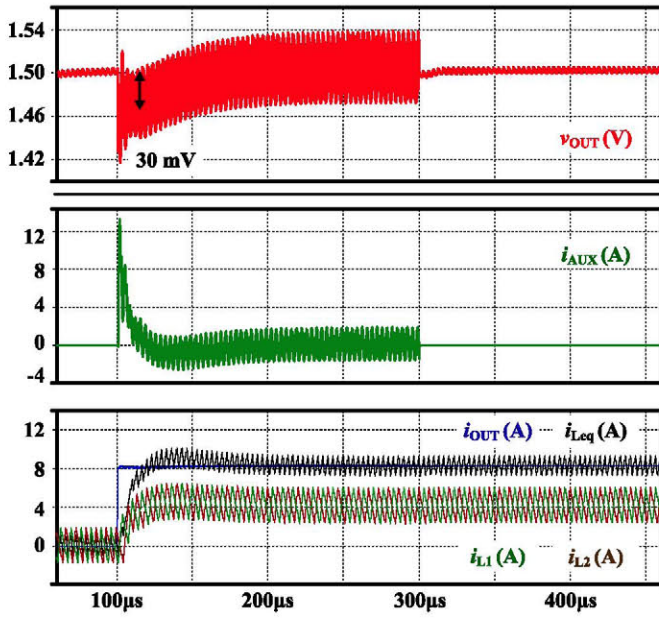 1.54
1.50
1.46
1.42
30 mV
vOUT (V)
12
8
4
0
-4
iAUX (A)
12
8
4
0
iOUT (A) iLeq (A)
iL1 (A) iL2 (A)
100µs 200µs 300µs 400µs